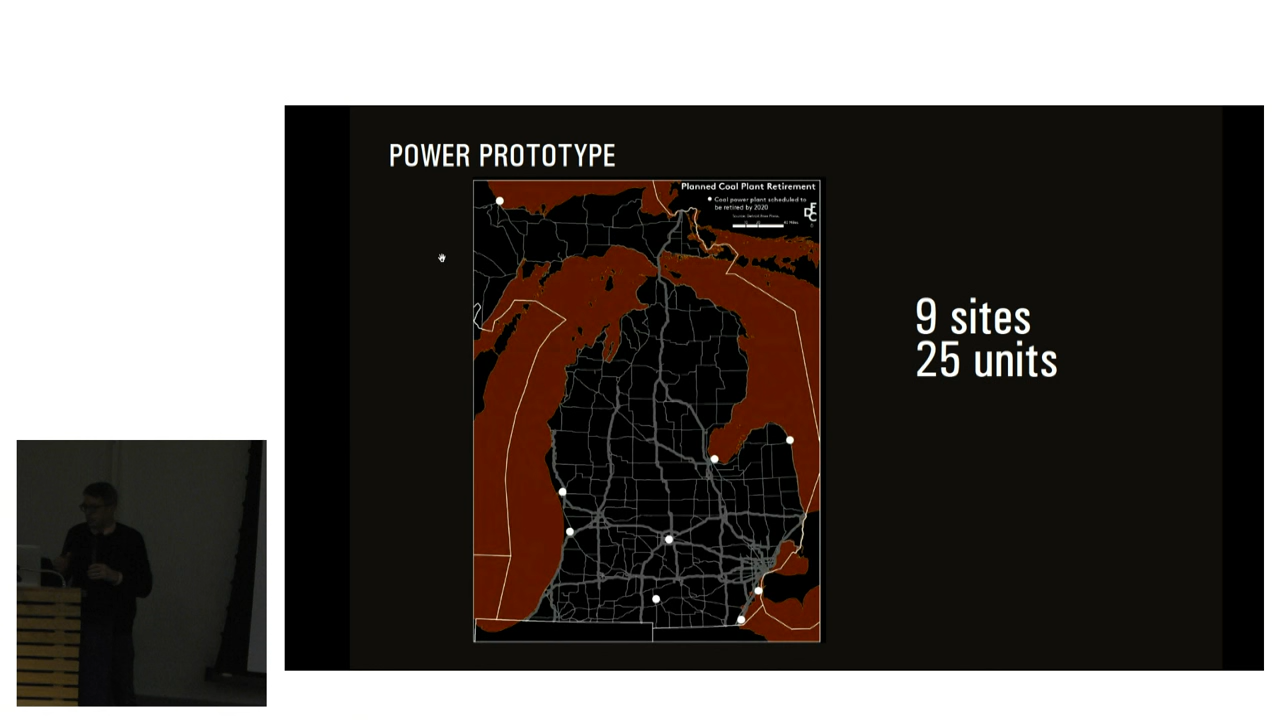 POWER PROTOTYPE
Planned Coal Plant Retirement
Coal power plant scheduled to
be retired by 2020
Source: Detroit Free Press
Miles
DFC
9 sites
25 units